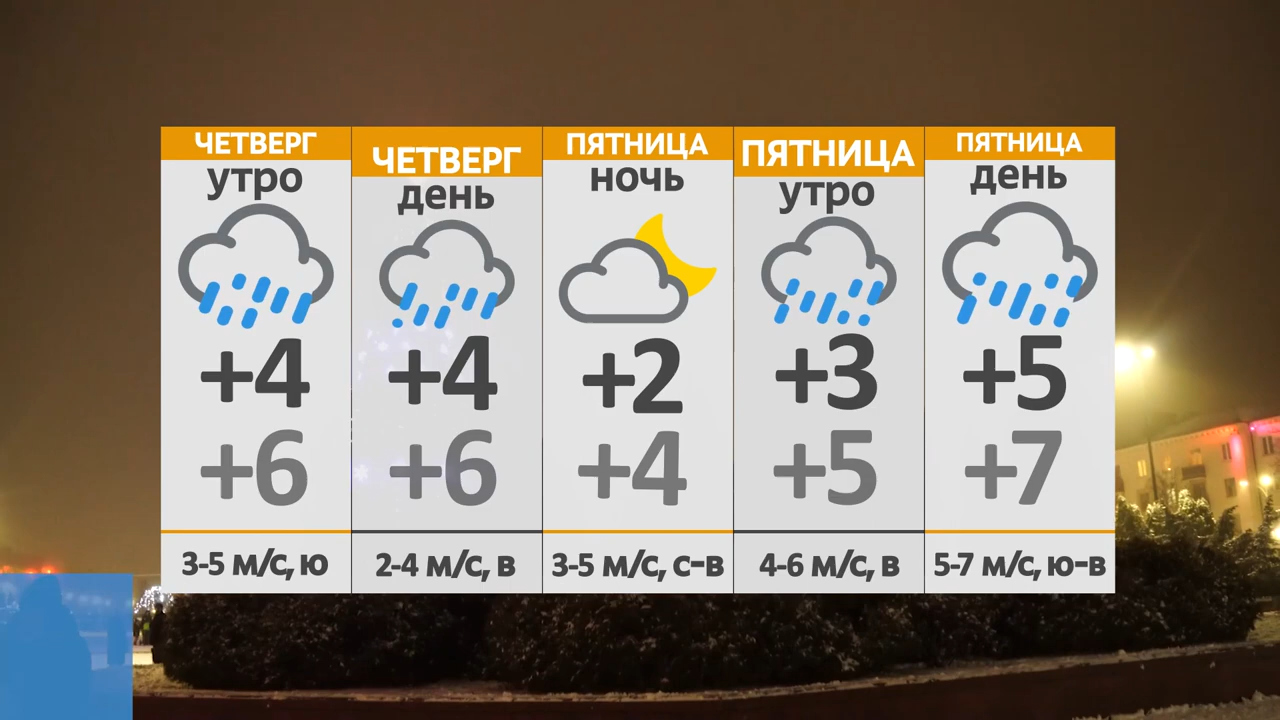 ЧЕТВЕРГ
утро
+4
+6
3-5 м/с, ю
ЧЕТВЕРГ
день
+4
+6
2-4 м/с, в
ПЯТНИЦА
ночь
+2
+4
3-5 м/с, с-в
ПЯТНИЦА
утро
+3
+5
4-6 м/с, в
ПЯТНИЦА
день
+5
+7
5-7 м/с, ю-в